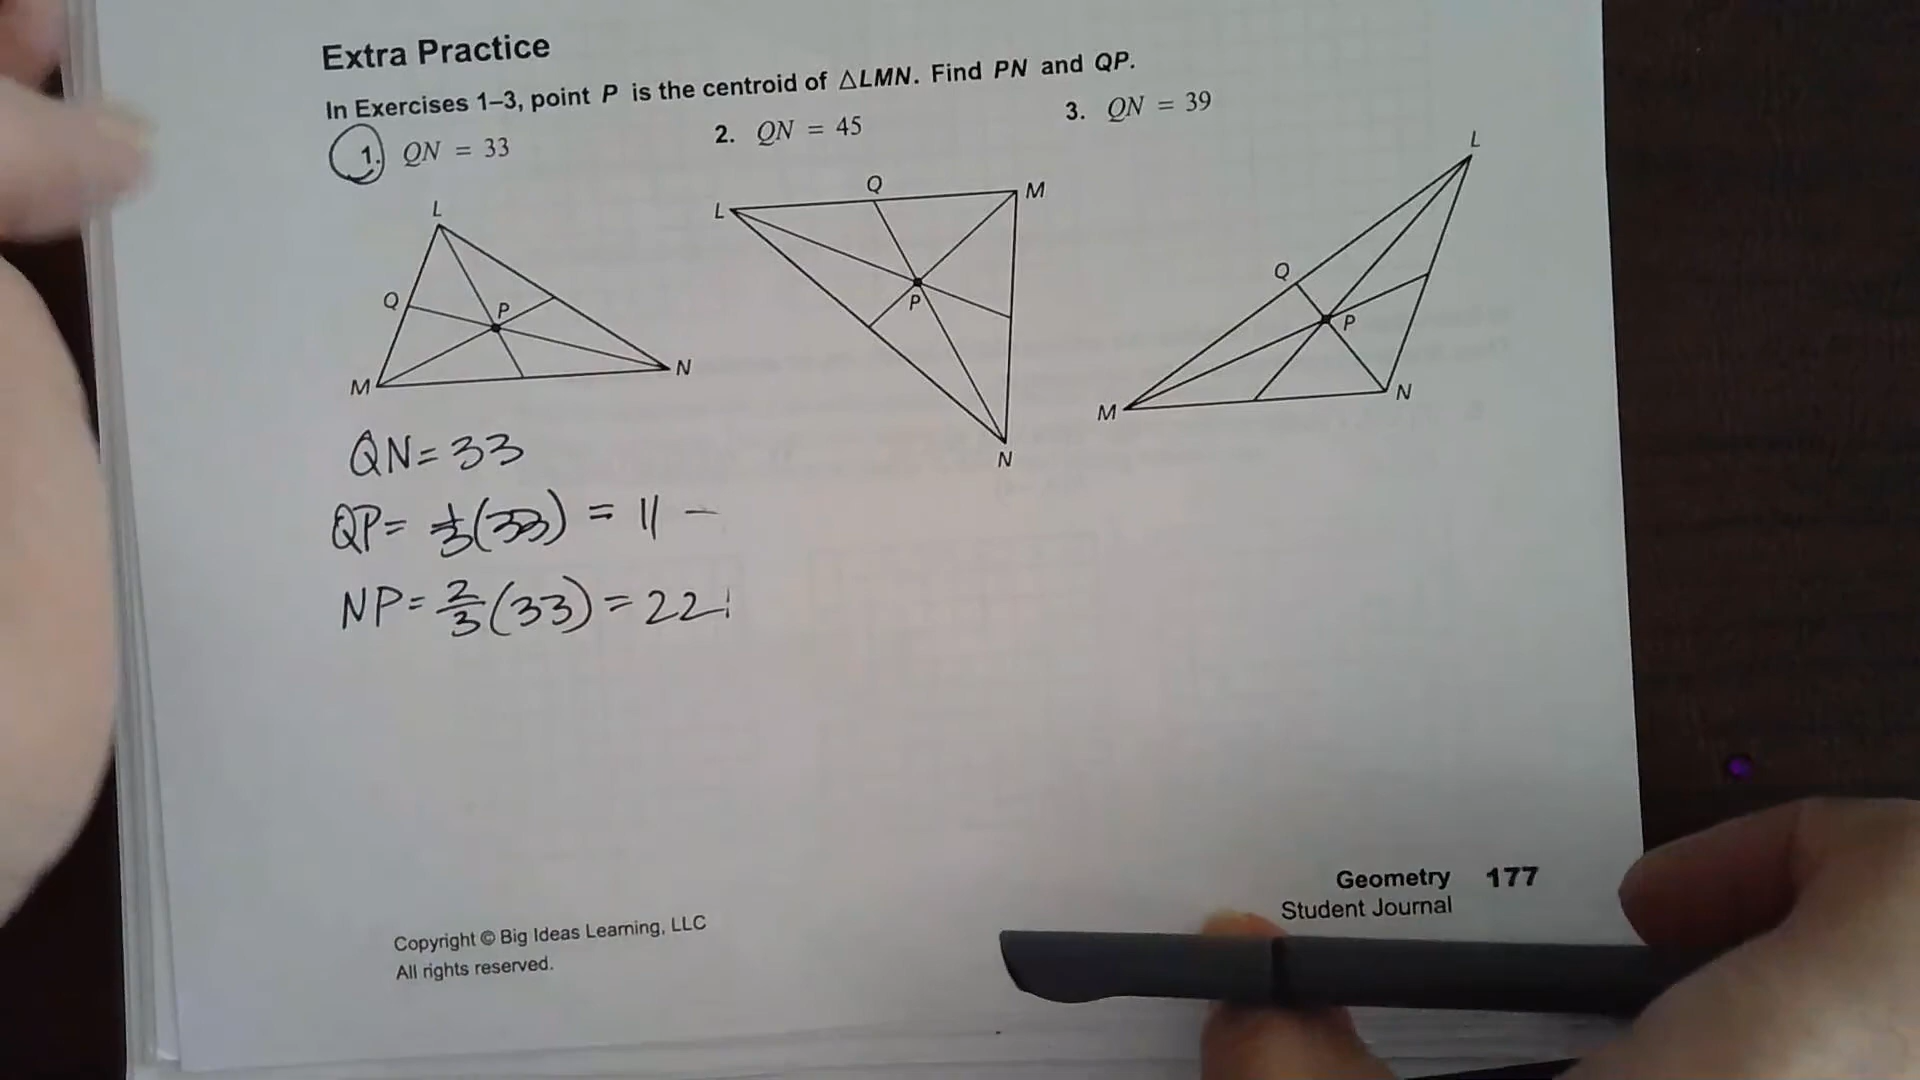 Extra Practice
In Exercises 1–3, point P is the centroid of △LMN. Find PN and QP.
1. QN = 33
2. QN = 45
3. QN = 39
L
Q
P
M
N
Q
L
M
P
N
L
Q
P
M
N
QN = 33
QP = 1/3 (33) = 11 –
NP = 2/3 (33) = 22
Geometry 177
Student Journal
Copyright © Big Ideas Learning, LLC
All rights reserved.